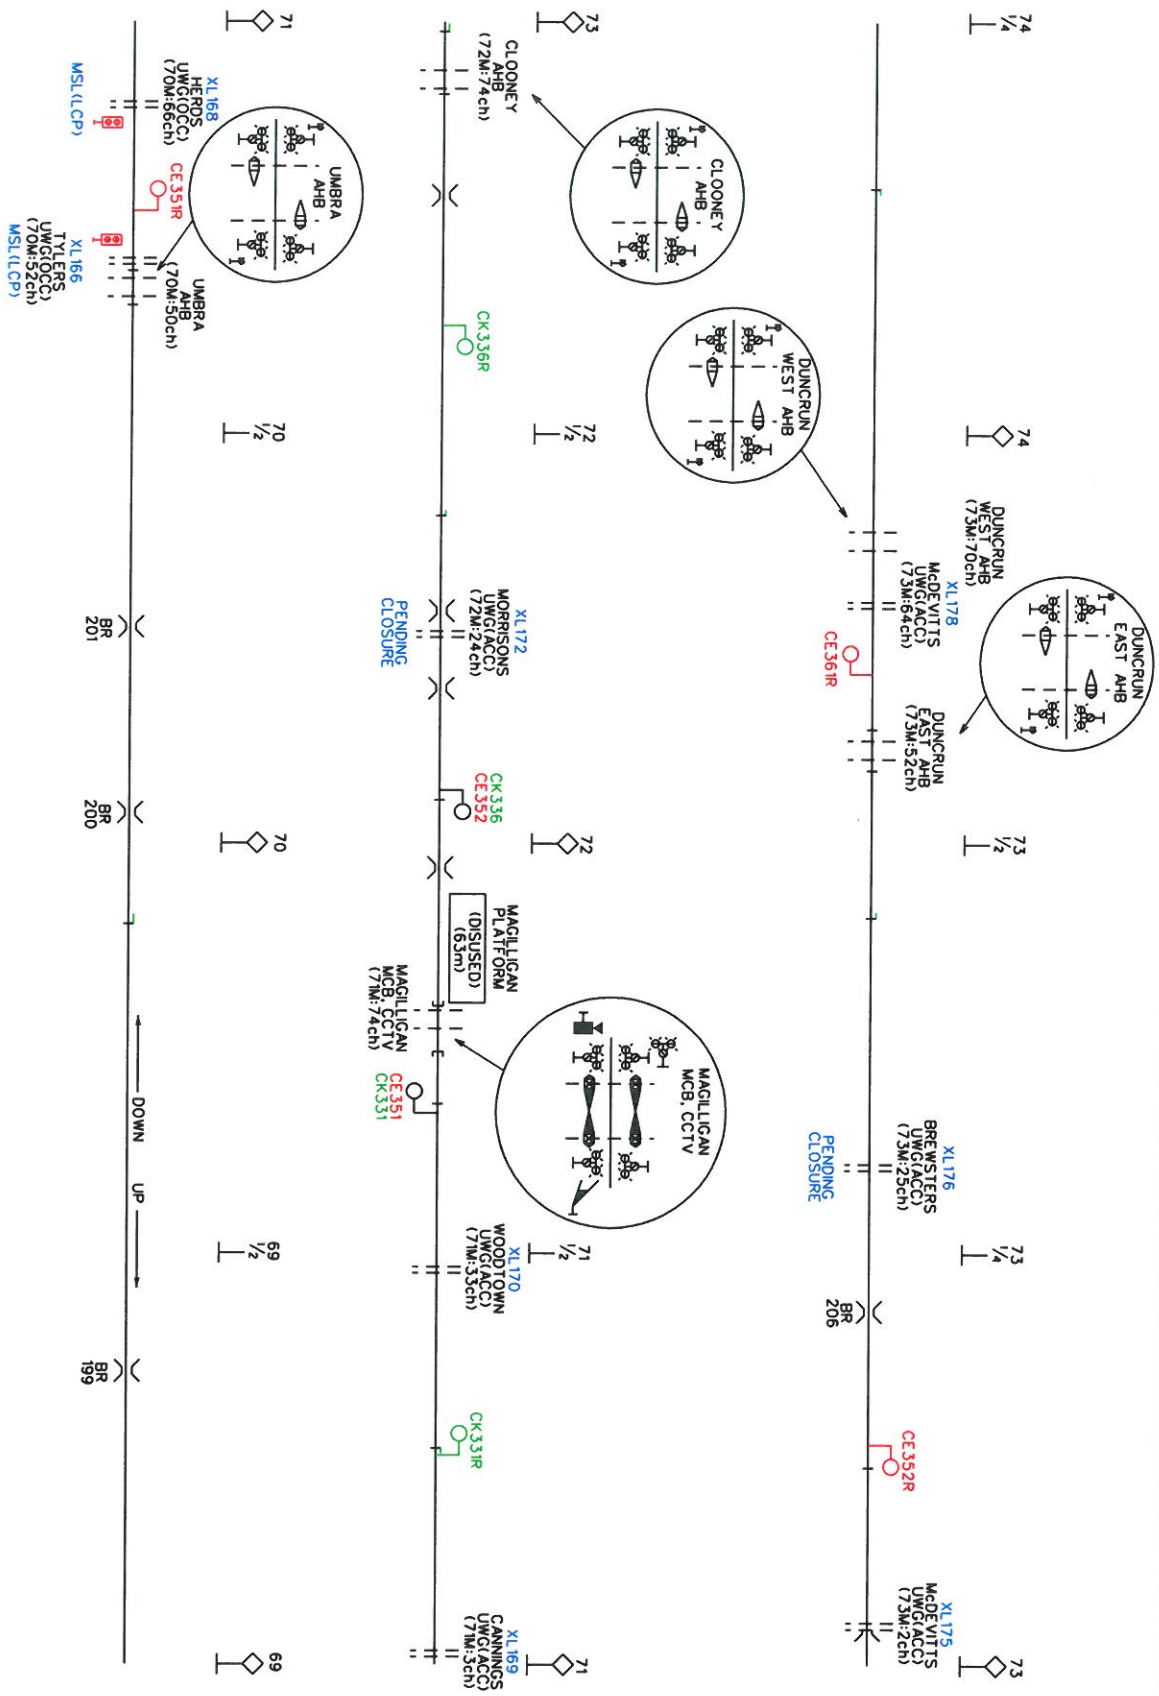 74
1/4
74
DUNCRUN
WEST AHB
(73M:70ch)
XL178
McDEVITTS
UWG(ACC)
(73M:64ch)
CE361R
DUNCRUN
WEST AHB
DUNCRUN
EAST AHB
DUNCRUN
EAST AHB
(73M:52ch)
73
1/2
XL176
BREWSTERS
UWG(ACC)
(73M:25ch)
PENDING
CLOSURE
73
1/4
BR
206
CE352R
XL175
McDEVITTS
UWG(ACC)
(73M:2ch)
73
73
CLOONEY
AHB
(72M:74ch)
CLOONEY
AHB
CK336R
72
1/2
XL172
MORRISONS
UWG(ACC)
(72M:24ch)
PENDING
CLOSURE
CK336
CE352
72
MAGILLIGAN
PLATFORM
(DISUSED)
(63m)
MAGILLIGAN
MCB, CCTV
(71M:74ch)
MAGILLIGAN
MCB, CCTV
CE351
CK331
71
1/2
XL170
WOODTOWN
UWG(ACC)
(71M:33ch)
CK331R
XL169
CANNINGS
UWG(ACC)
(71M:3ch)
71
71
XL168
HERDS
UWG(OCC)
(70M:66ch)
MSL(LCP)
CE351R
UMBRA
AHB
UMBRA
AHB
(70M:50ch)
XL166
TYLERS
UWG(OCC)
(70M:52ch)
MSL(LCP)
70
1/2
BR
201
BR
200
70
DOWN
UP
69
1/2
BR
199
69